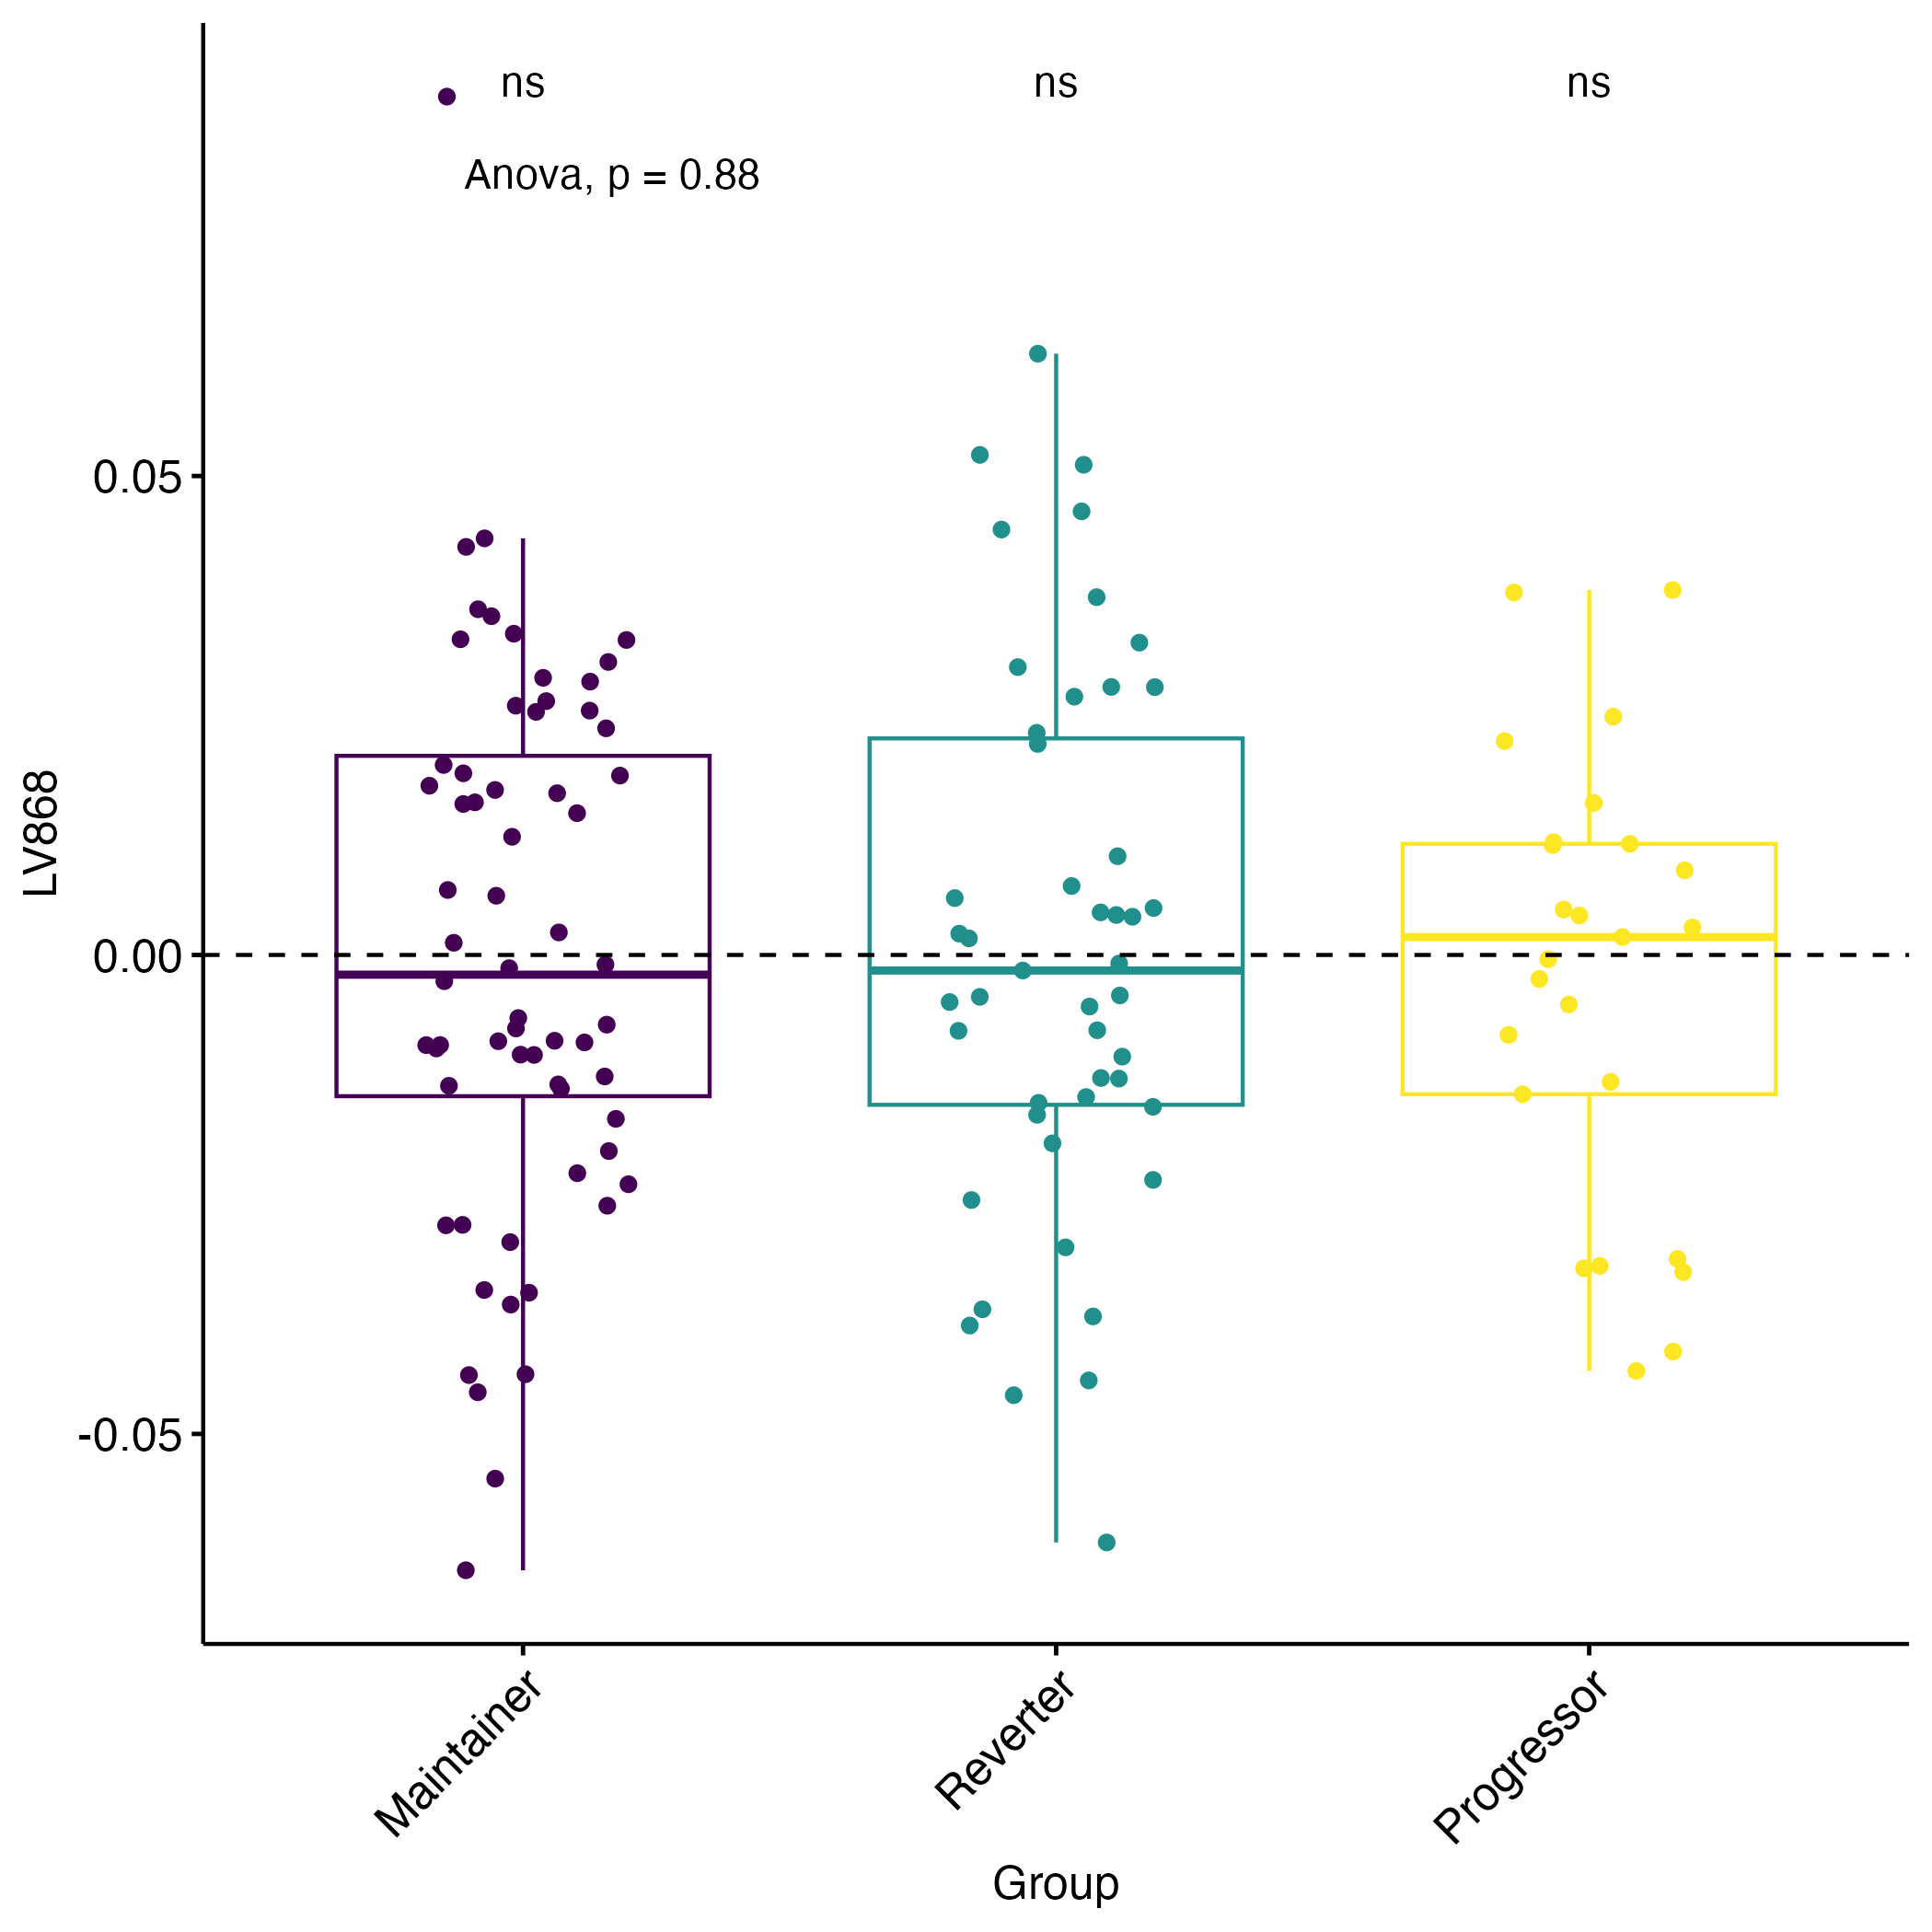 ns ns ns
Anova, p = 0.88
LV868
0.05
0.00
-0.05
Maintainer
Reverter
Progressor
Group